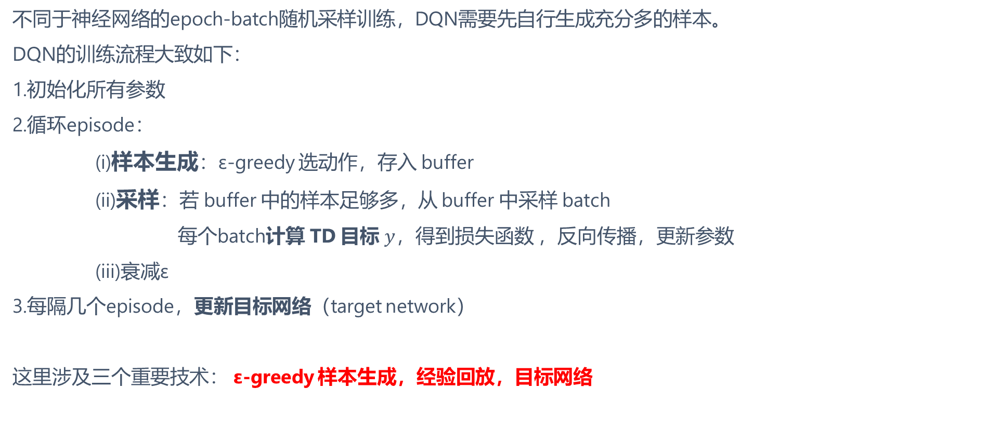 不同于神经网络的epoch-batch随机采样训练，DQN需要先自行生成充分多的样本。
DQN的训练流程大致如下：
1.初始化所有参数
2.循环episode：
(i)样本生成：ε-greedy 选动作，存入 buffer
(ii)采样：若 buffer 中的样本足够多，从 buffer 中采样 batch
每个batch计算 TD 目标 y，得到损失函数 ，反向传播，更新参数
(iii)衰减ε
3.每隔几个episode，更新目标网络（target network）
这里涉及三个重要技术： ε-greedy 样本生成，经验回放，目标网络